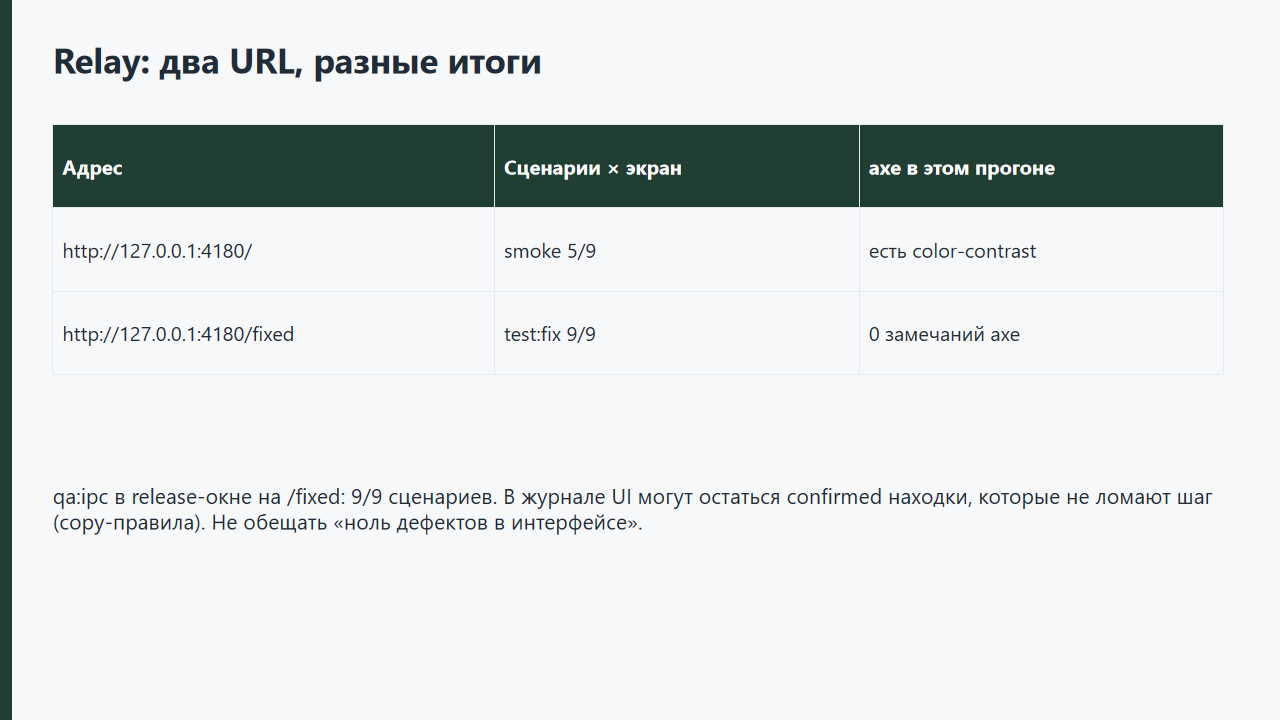 Relay: два URL, разные итоги
Адрес
Сценарии × экран
axe в этом прогоне
http://127.0.0.1:4180/
smoke 5/9
есть color-contrast
http://127.0.0.1:4180/fixed
test:fix 9/9
0 замечаний axe
qa:ipc в release-окне на /fixed: 9/9 сценариев. В журнале UI могут остаться confirmed находки, которые не ломают шаг
(copy-правила). Не обещать «ноль дефектов в интерфейсе».